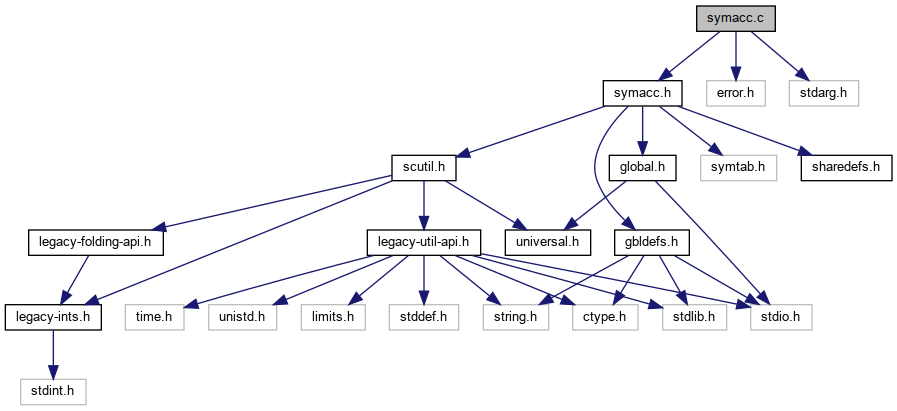 symacc.c
symacc.h
error.h
stdarg.h
scutil.h
global.h
symtab.h
sharedefs.h
legacy-folding-api.h
legacy-util-api.h
universal.h
gbldefs.h
legacy-ints.h
time.h
unistd.h
limits.h
stddef.h
string.h
ctype.h
stdlib.h
stdio.h
stdint.h